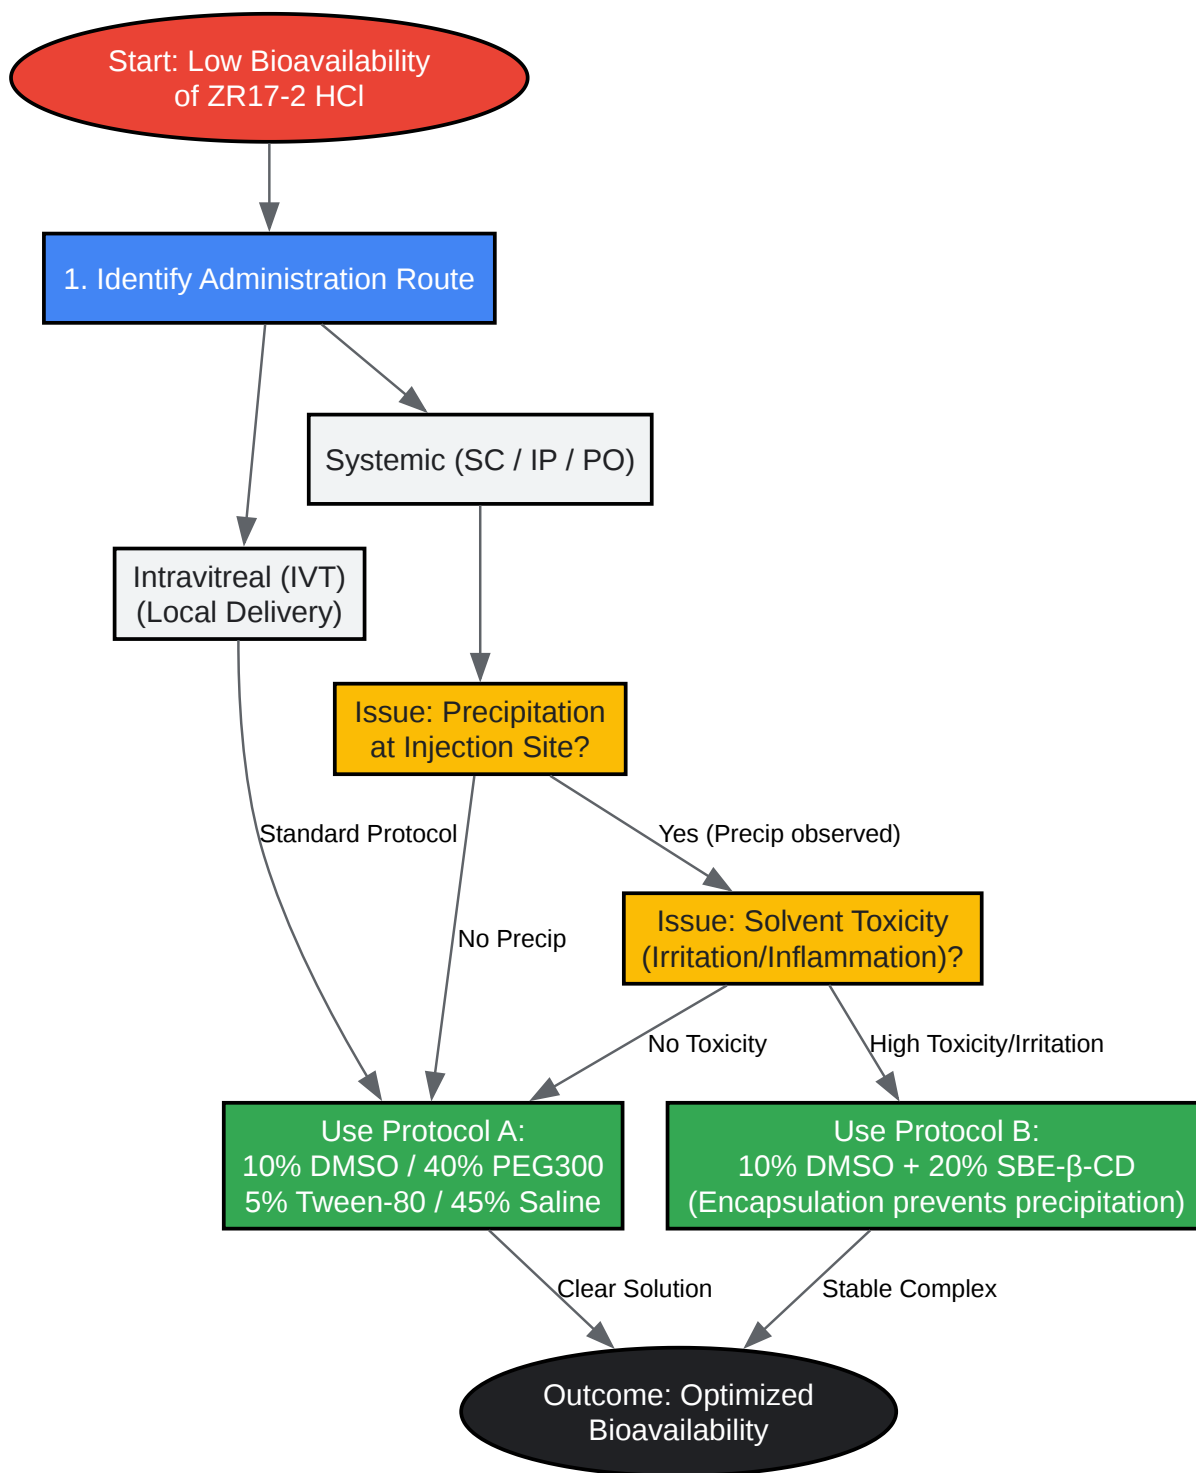 Start: Low Bioavailability
of ZR17-2 HCl
1. Identify Administration Route
Systemic (SC / IP / PO)
Intravitreal (IVT)
(Local Delivery)
Issue: Precipitation
at Injection Site?
Standard Protocol
Yes (Precip observed)
No Precip
Issue: Solvent Toxicity
(Irritation/Inflammation)?
No Toxicity
High Toxicity/Irritation
Use Protocol A:
10% DMSO / 40% PEG300
5% Tween-80 / 45% Saline
Use Protocol B:
10% DMSO + 20% SBE-β-CD
(Encapsulation prevents precipitation)
Clear Solution
Stable Complex
Outcome: Optimized
Bioavailability